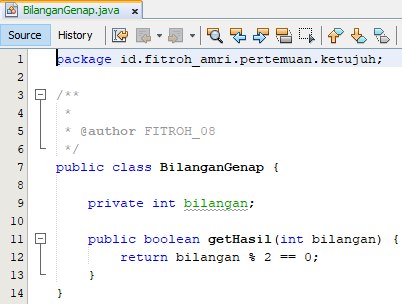 BilanganGenap.java
Source History
1 package id.fitroh_amri.pertemuan.ketujuh;
2
3 /**
4 *
5 * @author FITROH_08
6 */
7 public class BilanganGenap {
8
9 private int bilangan;
10
11 public boolean getHasil(int bilangan) {
12 return bilangan % 2 == 0;
13 }
14 }